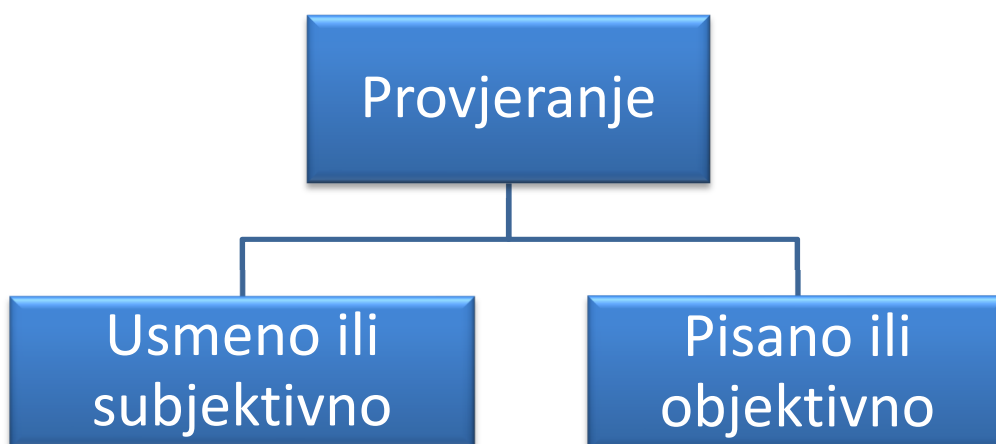 Provjeranje
Usmeno ili
subjektivno
Pisano ili
objektivno